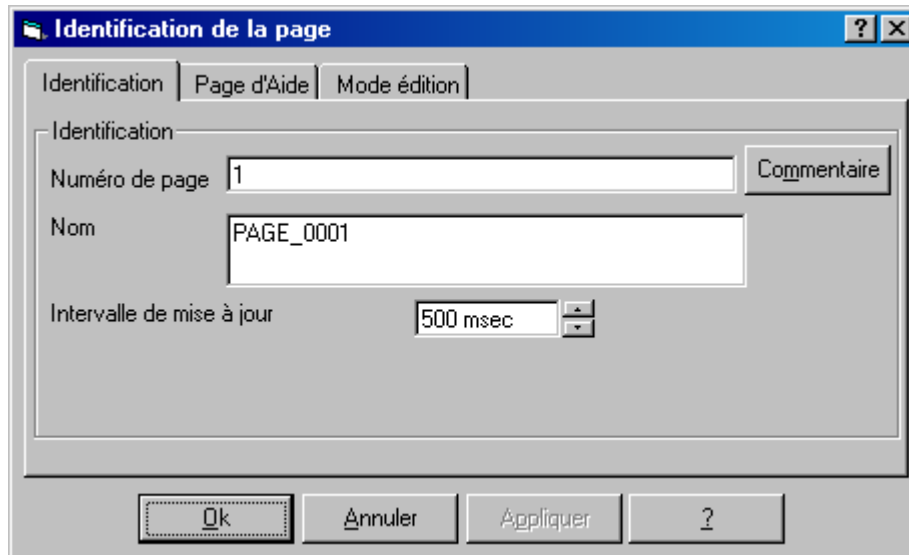 Identification de la page
Identification Page d'Aide Mode édition
Identification
Numéro de page 1 Commentaire
Nom PAGE_0001
Intervalle de mise à jour 500 msec
Ok Annuler Appliquer ?